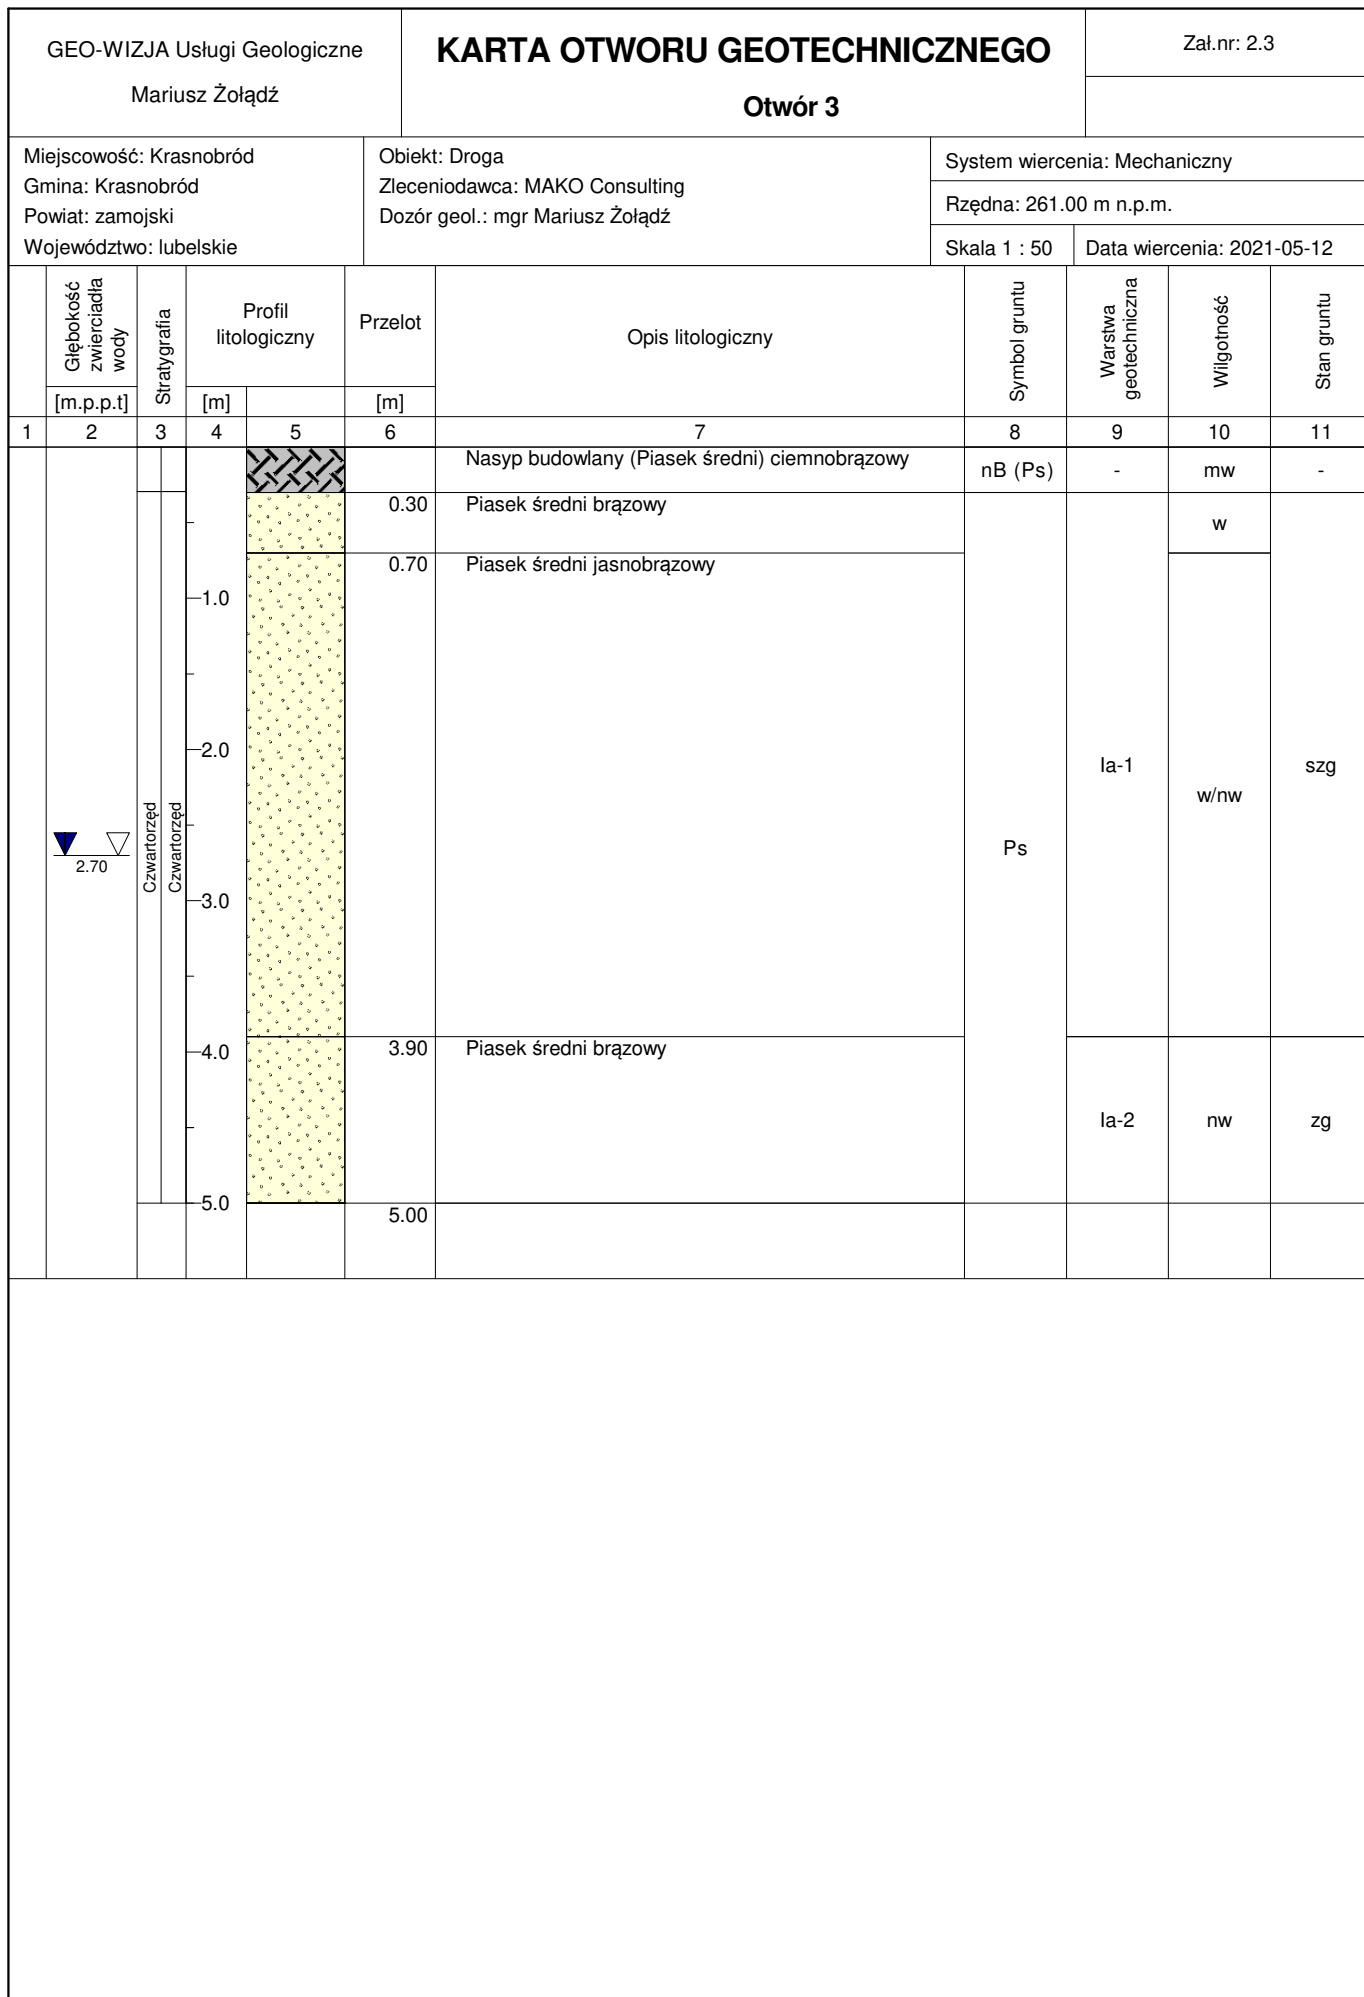 GEO-WIZJA Usługi Geologiczne
Mariusz Żołądź
KARTA OTWORU GEOTECHNICZNEGO
Otwór 3
Zał.nr: 2.3
Miejscowość: Krasnobród
Gmina: Krasnobród
Powiat: zamojski
Województwo: lubelskie
Obiekt: Droga
Zleceniodawca: MAKO Consulting
Dozór geol.: mgr Mariusz Żołądź
System wiercenia: Mechaniczny
Rzędna: 261.00 m n.p.m.
Skala 1 : 50
Data wiercenia: 2021-05-12
Głębokość
zwierciadła
wody
[m.p.p.t]
Stratygrafia
Profil
litologiczny
[m]
Przelot
[m]
Opis litologiczny
Symbol gruntu
Warstwa
geotechniczna
Wilgotność
Stan gruntu
1 2 3 4 5 6 7 8 9 10 11
Nasyp budowlany (Piasek średni) ciemnobrązowy
nB (Ps)
-
mw
-
0.30
Piasek średni brązowy
w
0.70
Piasek średni jasnobrązowy
1.0
2.0
Ia-1
szg
w/nw
2.70
Czwartorzęd
Czwartorzęd
Ps
3.0
3.90
Piasek średni brązowy
4.0
Ia-2
nw
zg
5.0
5.00